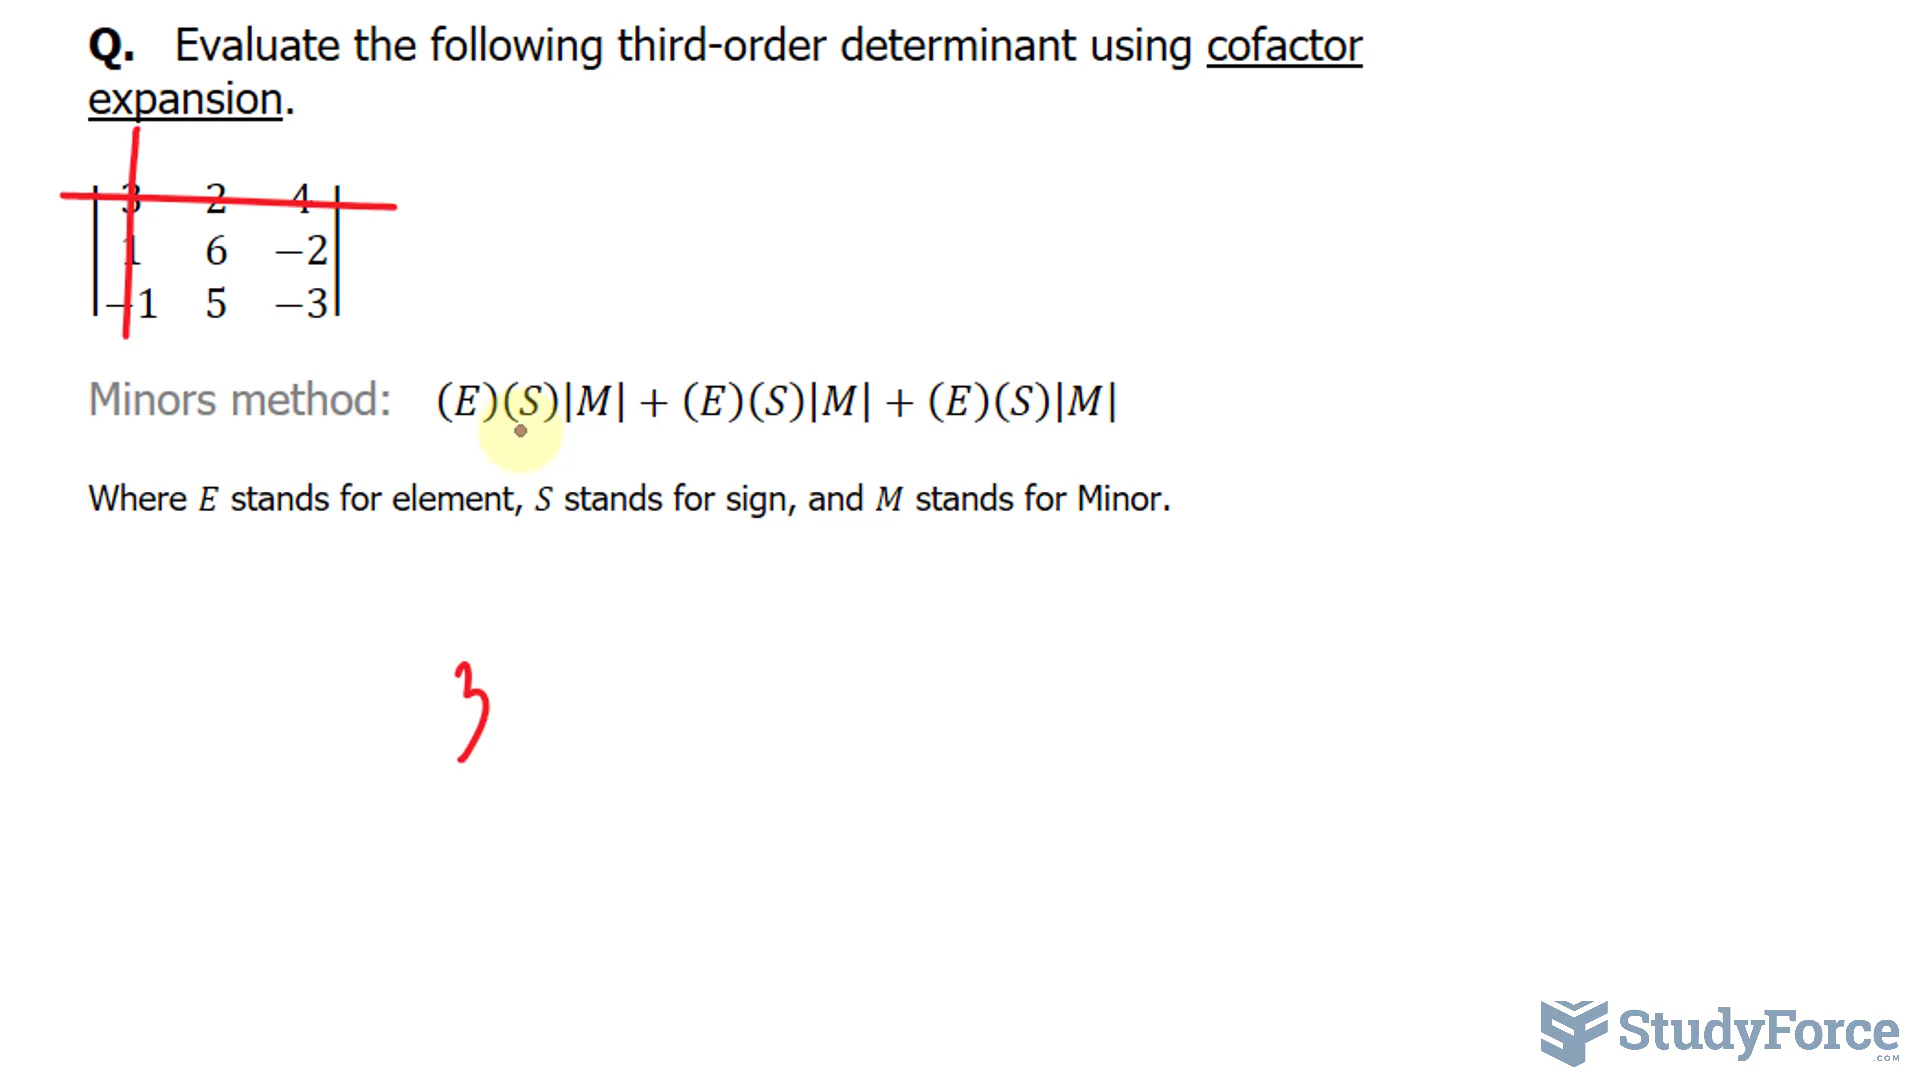 Q. Evaluate the following third-order determinant using cofactor
expansion.
3 2 4
1 6 −2
−1 5 −3
Minors method: (E)(S)|M| + (E)(S)|M| + (E)(S)|M|
Where E stands for element, S stands for sign, and M stands for Minor.
3
StudyForce
.COM